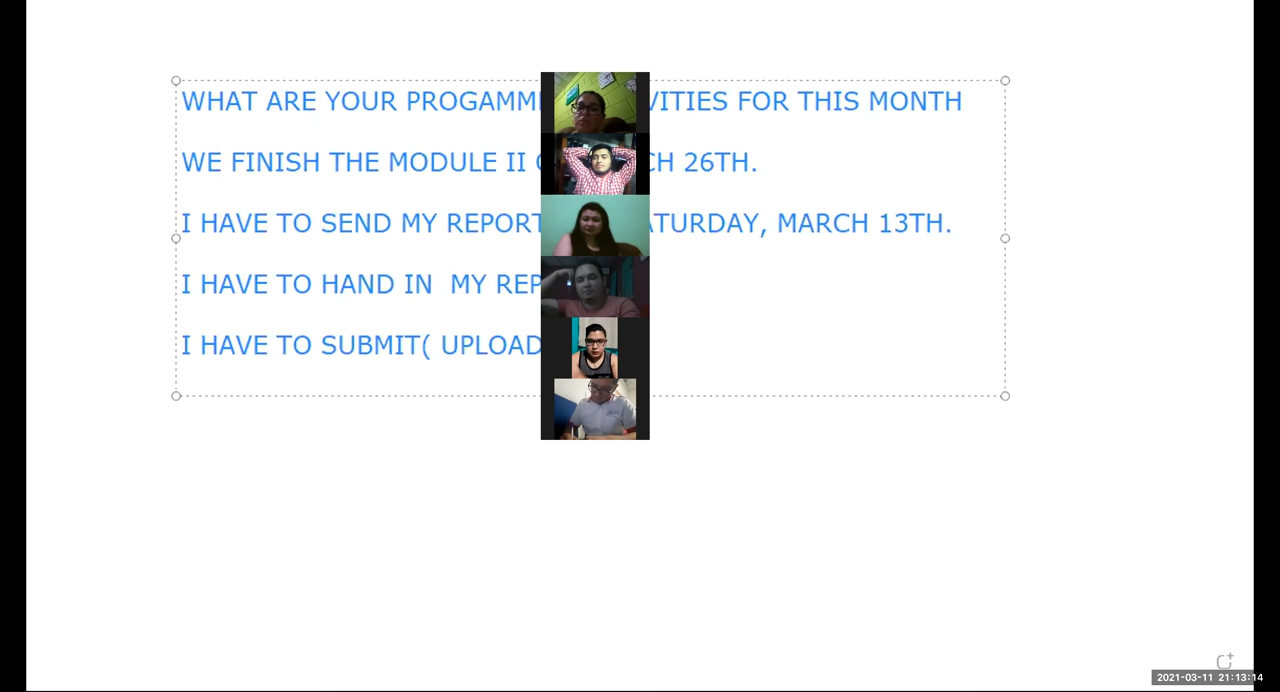 WHAT ARE YOUR PROGAMME VITIES FOR THIS MONTH
WE FINISH THE MODULE II CH 26TH.
I HAVE TO SEND MY REPORT ATURDAY, MARCH 13TH.
I HAVE TO HAND IN  MY REP
I HAVE TO SUBMIT( UPLOAD
2021-03-11 21:13:14